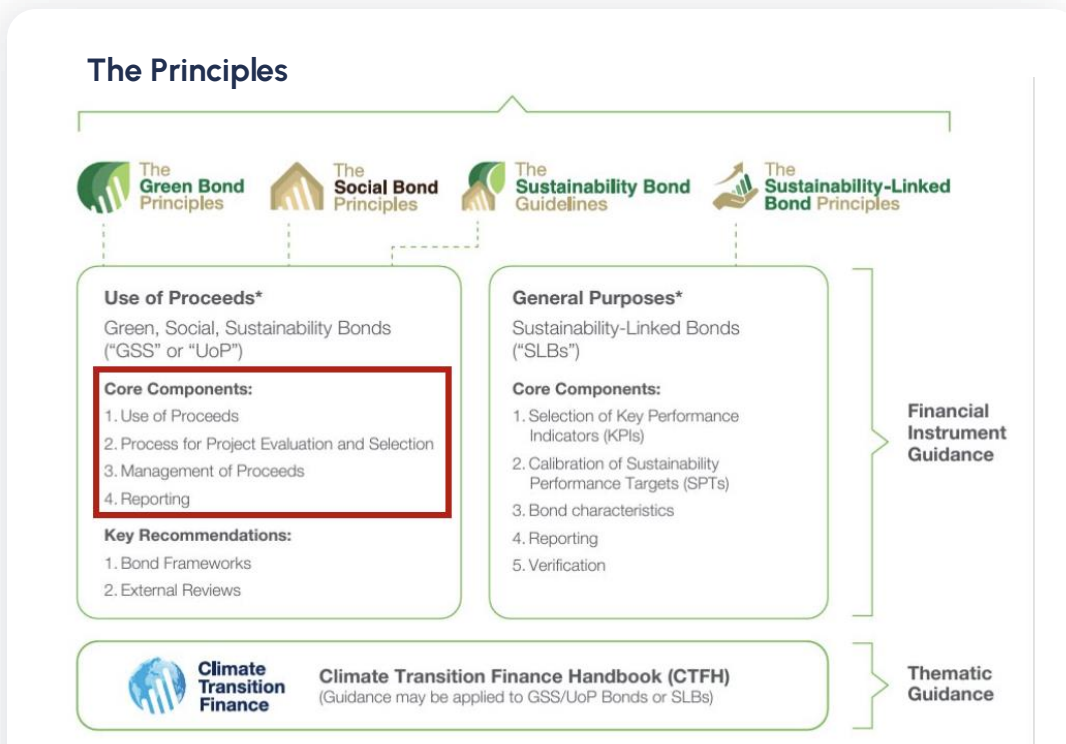 The Principles
The
Green Bond
Principles
The
Social Bond
Principles
The
Sustainability Bond
Guidelines
The
Sustainability-Linked
Bond Principles
Use of Proceeds*
Green, Social, Sustainability Bonds
(“GSS” or “UoP”)
Core Components:
1. Use of Proceeds
2. Process for Project Evaluation and Selection
3. Management of Proceeds
4. Reporting
Key Recommendations:
1. Bond Frameworks
2. External Reviews
General Purposes*
Sustainability-Linked Bonds
(“SLBs”)
Core Components:
1. Selection of Key Performance
Indicators (KPIs)
2. Calibration of Sustainability
Performance Targets (SPTs)
3. Bond characteristics
4. Reporting
5. Verification
Financial
Instrument
Guidance
Climate
Transition
Finance
Climate Transition Finance Handbook (CTFH)
(Guidance may be applied to GSS/UoP Bonds or SLBs)
Thematic
Guidance